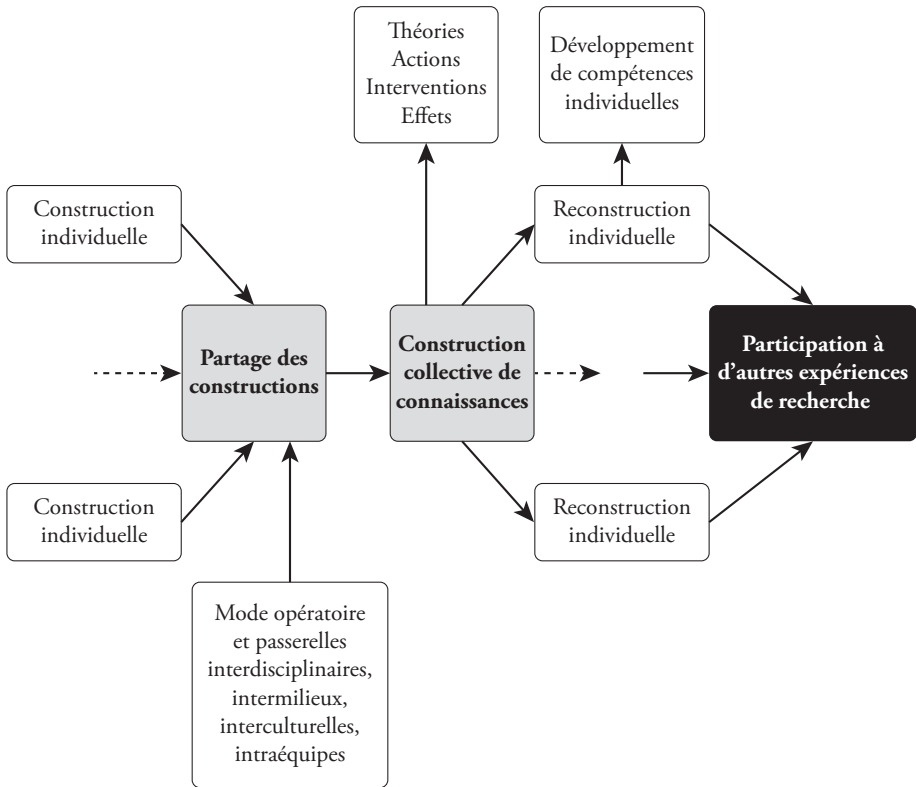 Théories
Actions
Interventions
Effets
Développement
de compétences
individuelles
Construction
individuelle
Reconstruction
individuelle
Partage des
constructions
Construction
collective de
connaissances
Participation à
d’autres expériences
de recherche
Construction
individuelle
Reconstruction
individuelle
Mode opératoire
et passerelles
interdisciplinaires,
intermilieux,
interculturelles,
intraéquipes